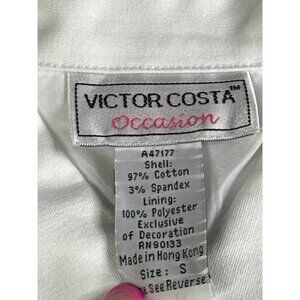 VICTOR COSTA™
Occasion
A47177
Shell:
97% Cotton
3% Spandex
Lining:
100% Polyester
Exclusive
of Decoration
RN90133
Made in Hong Kong
Size: S
See Reverse